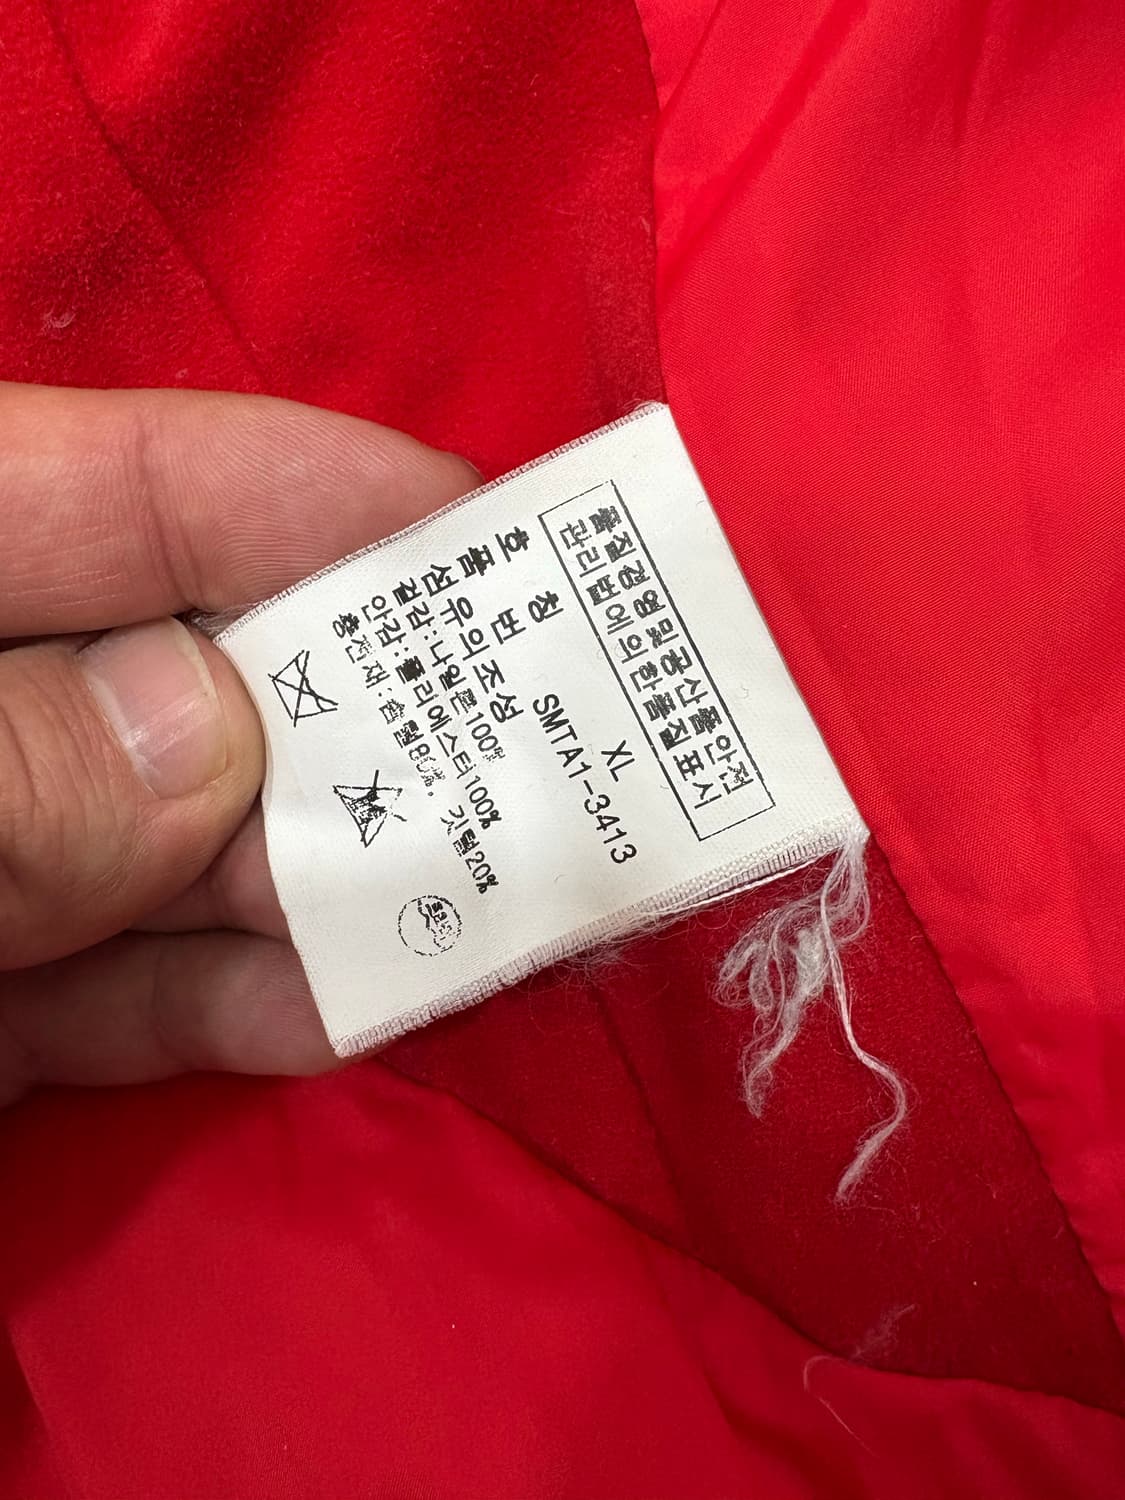 품질경영및공산품안전
관리법에의한품질표시
호 칭 XL
품 번 SMTA1-3413
섬유의조성
겉감:나일론100%
안감:폴리에스터100%
충전재:솜털80%, 깃털20%